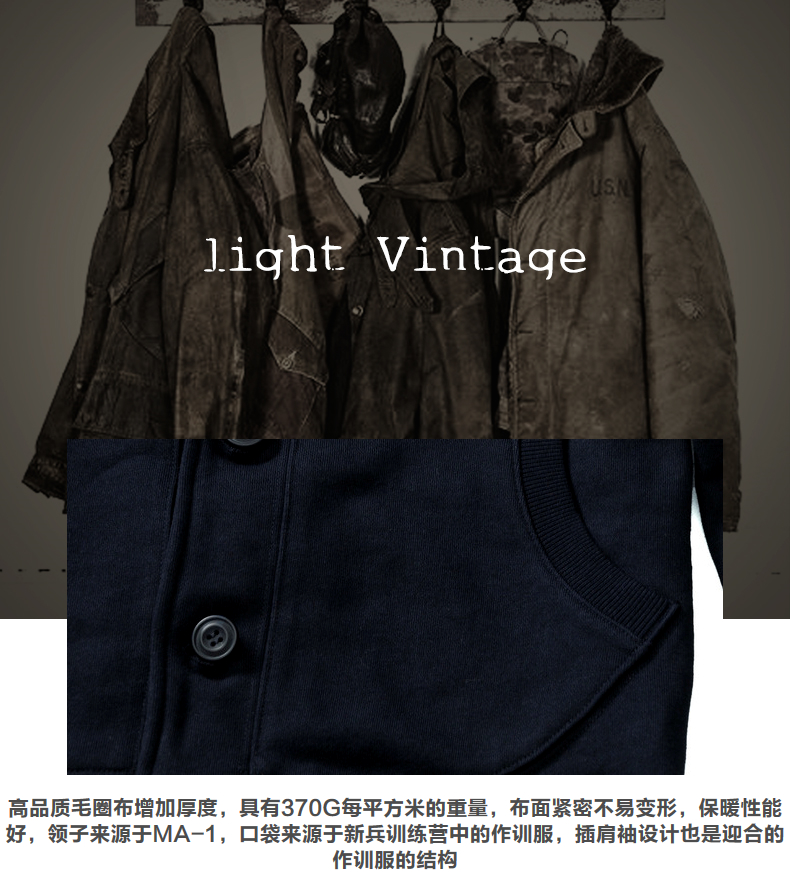 U.S.N.
light Vintage
高品质毛圈布增加厚度，具有370G每平方米的重量，布面紧密不易变形，保暖性能
好，领子来源于MA-1，口袋来源于新兵训练营中的作训服，插肩袖设计也是迎合的
作训服的结构